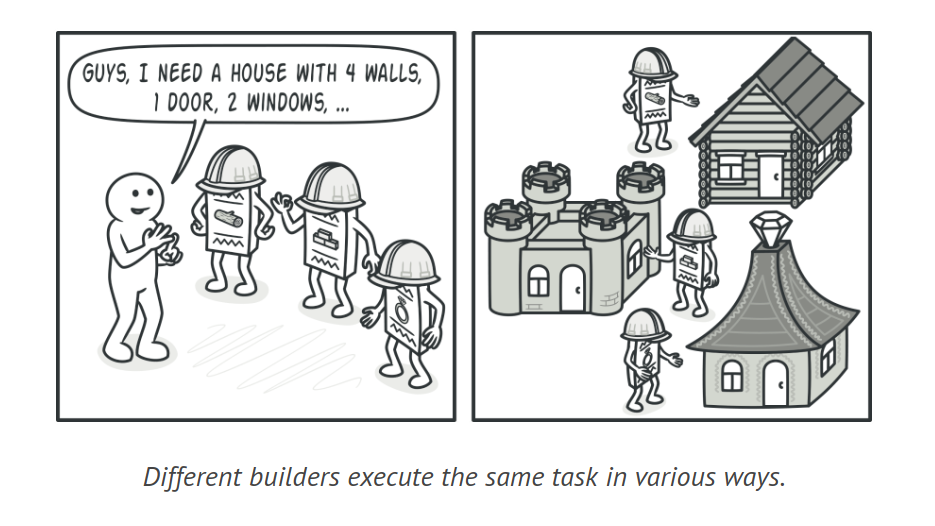 GUYS, I NEED A HOUSE WITH 4 WALLS,
1 DOOR, 2 WINDOWS, ...
Different builders execute the same task in various ways.